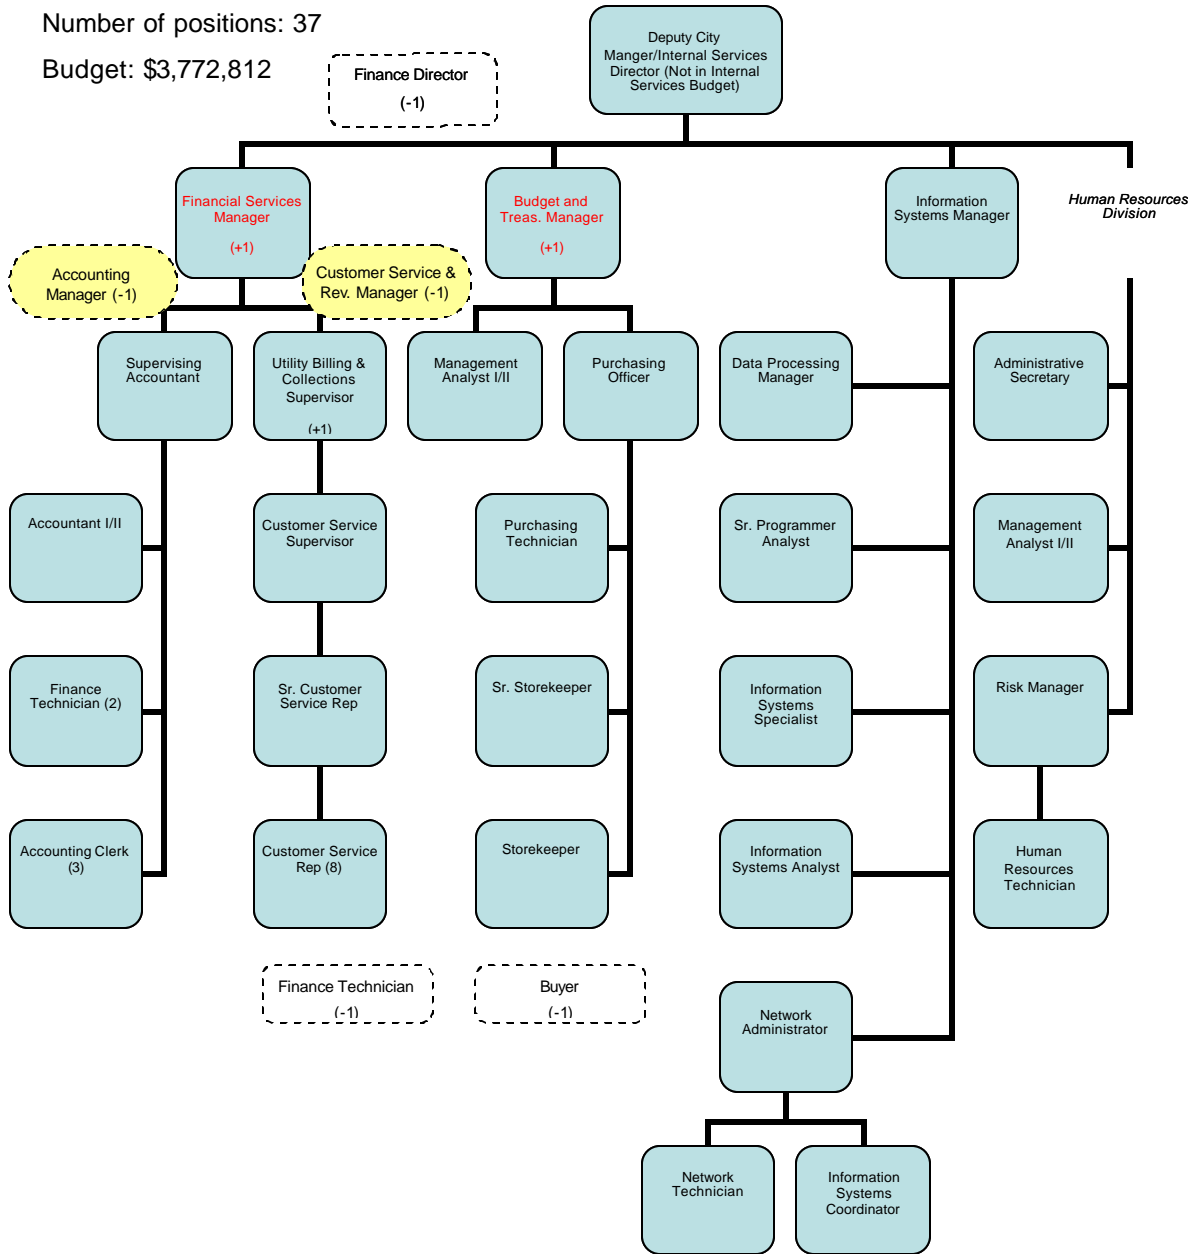 Number of positions: 37
Budget: $3,772,812
Finance Director
(-1)
Deputy City
Manger/Internal Services
Director (Not in Internal
Services Budget)
Financial Services
Manager
(+1)
Budget and
Treas. Manager
(+1)
Information
Systems Manager
Human Resources
Division
Accounting
Manager (-1)
Customer Service &
Rev. Manager (-1)
Supervising
Accountant
Utility Billing &
Collections
Supervisor
(+1)
Management
Analyst I/II
Purchasing
Officer
Data Processing
Manager
Administrative
Secretary
Accountant I/II
Customer Service
Supervisor
Purchasing
Technician
Sr. Programmer
Analyst
Management
Analyst I/II
Finance
Technician (2)
Sr. Customer
Service Rep
Sr. Storekeeper
Information
Systems
Specialist
Risk Manager
Accounting Clerk
(3)
Customer Service
Rep (8)
Storekeeper
Information
Systems Analyst
Human
Resources
Technician
Finance Technician
(-1)
Buyer
(-1)
Network
Administrator
Network
Technician
Information
Systems
Coordinator